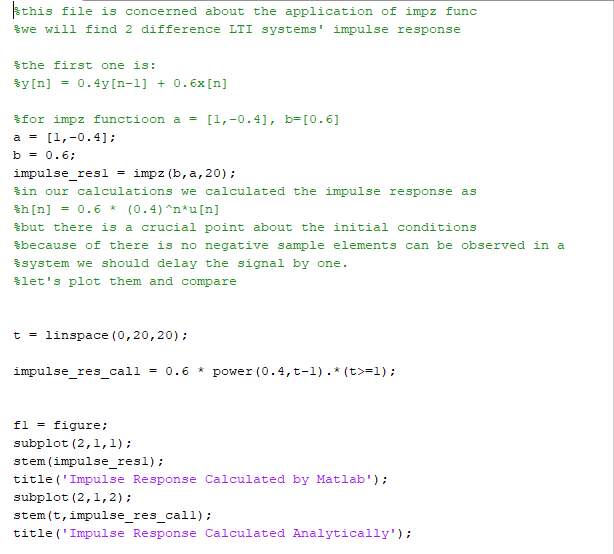 %this file is concerned about the application of impz func
%we will find 2 difference LTI systems' impulse response
%the first one is:
%y[n] = 0.4y[n-1] + 0.6x[n]
%for impz functioon a = [1,-0.4], b=[0.6]
a = [1,-0.4];
b = 0.6;
impulse_res1 = impz(b,a,20);
%in our calculations we calculated the impulse response as
%h[n] = 0.6 * (0.4)^n*u[n]
%but there is a crucial point about the initial conditions
%because of there is no negative sample elements can be observed in a
%system we should delay the signal by one.
%let's plot them and compare
t = linspace(0,20,20);
impulse_res_cal1 = 0.6 * power(0.4,t-1).*(t>=1);
f1 = figure;
subplot(2,1,1);
stem(impulse_res1);
title('Impulse Response Calculated by Matlab');
subplot(2,1,2);
stem(t,impulse_res_cal1);
title('Impulse Response Calculated Analytically');